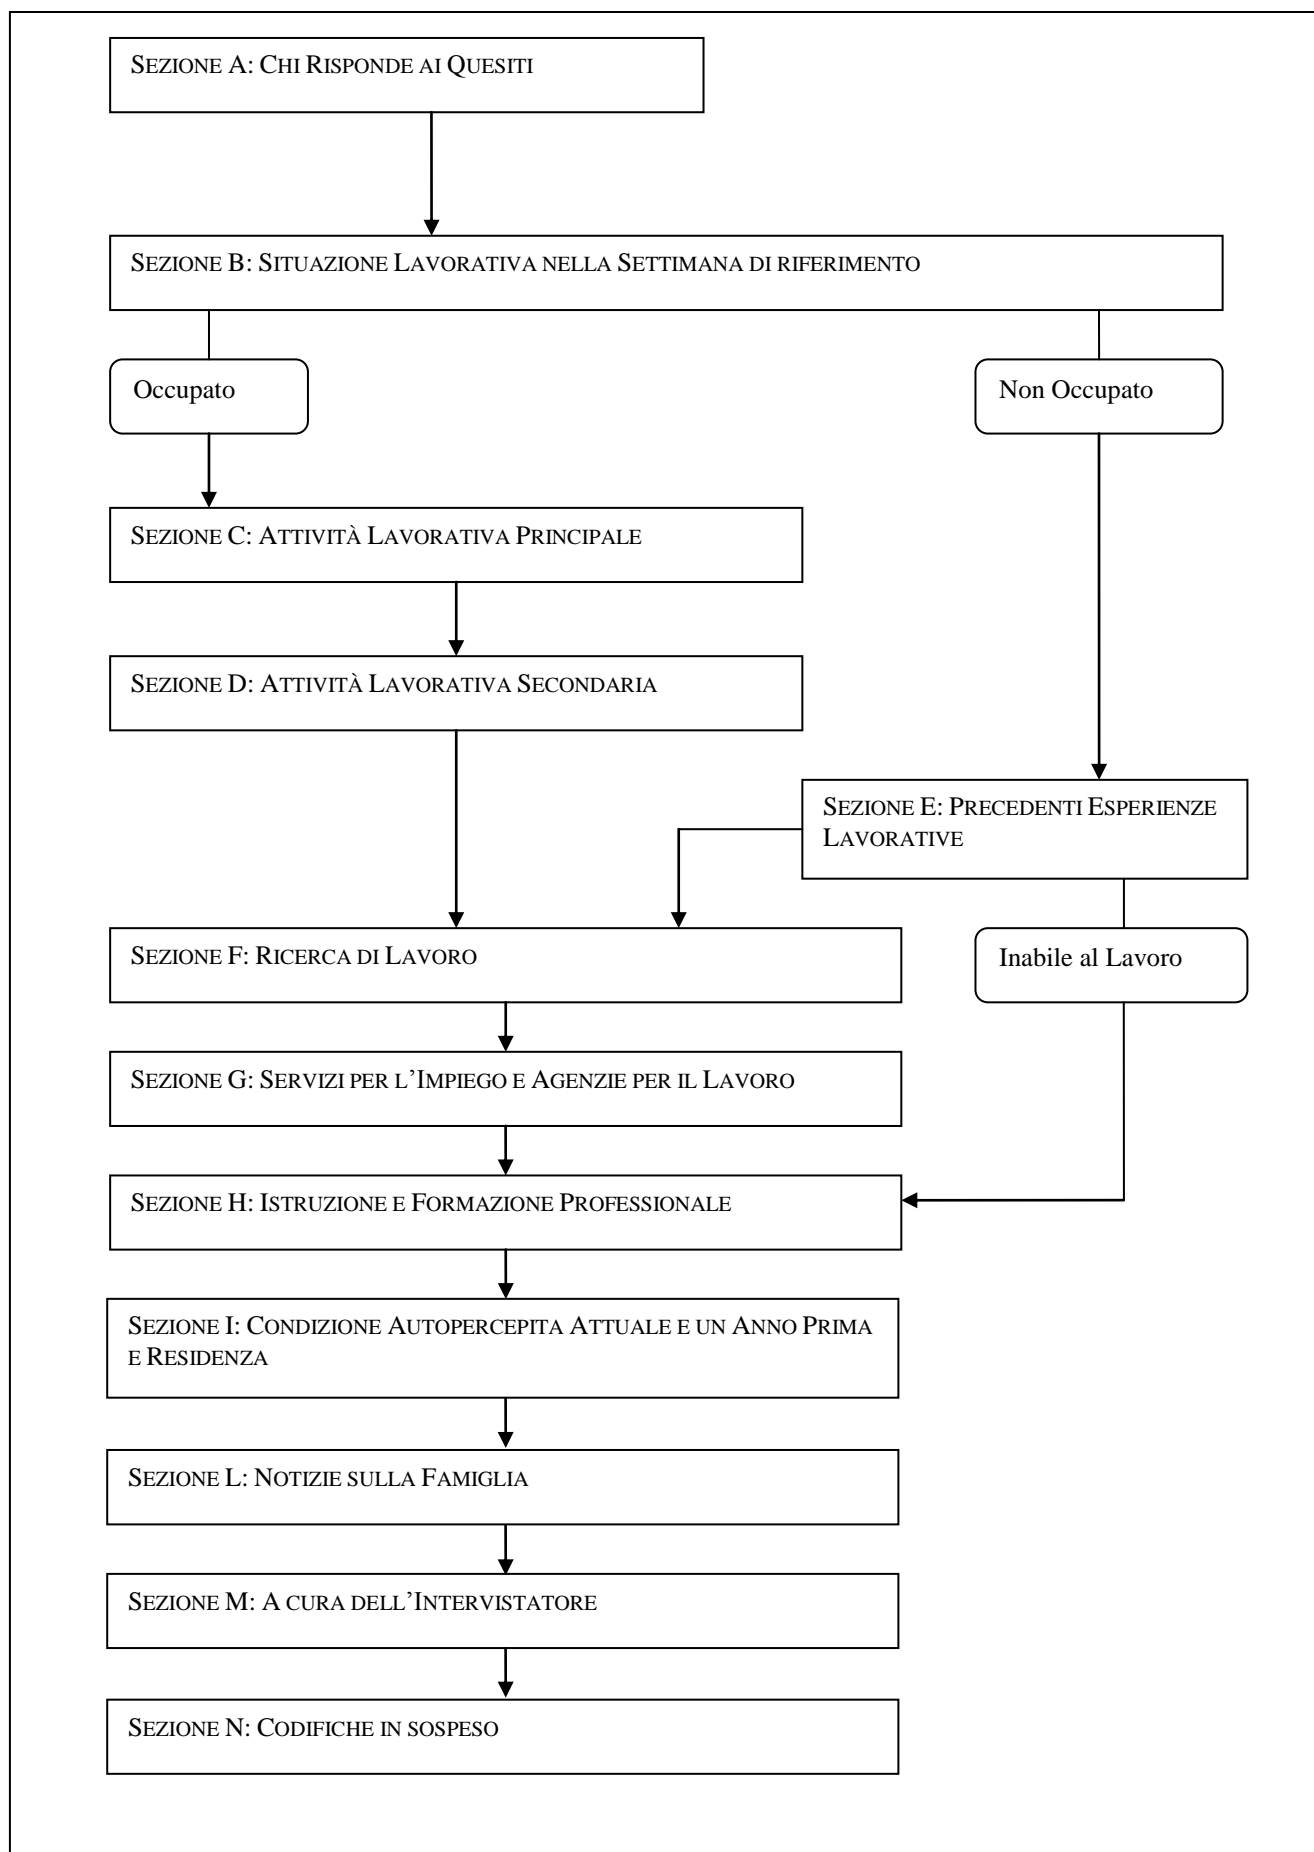 SEZIONE A: CHI RISPONDE AI QUESITI
SEZIONE B: SITUAZIONE LAVORATIVA NELLA SETTIMANA DI RIFERIMENTO
Occupato
Non Occupato
SEZIONE C: ATTIVITÀ LAVORATIVA PRINCIPALE
SEZIONE D: ATTIVITÀ LAVORATIVA SECONDARIA
SEZIONE E: PRECEDENTI ESPERIENZE
LAVORATIVE
SEZIONE F: RICERCA DI LAVORO
Inabile al Lavoro
SEZIONE G: SERVIZI PER L’IMPIEGO E AGENZIE PER IL LAVORO
SEZIONE H: ISTRUZIONE E FORMAZIONE PROFESSIONALE
SEZIONE I: CONDIZIONE AUTOPERCEPITA ATTUALE E UN ANNO PRIMA
E RESIDENZA
SEZIONE L: NOTIZIE SULLA FAMIGLIA
SEZIONE M: A CURA DELL’INTERVISTATORE
SEZIONE N: CODIFICHE IN SOSPESO